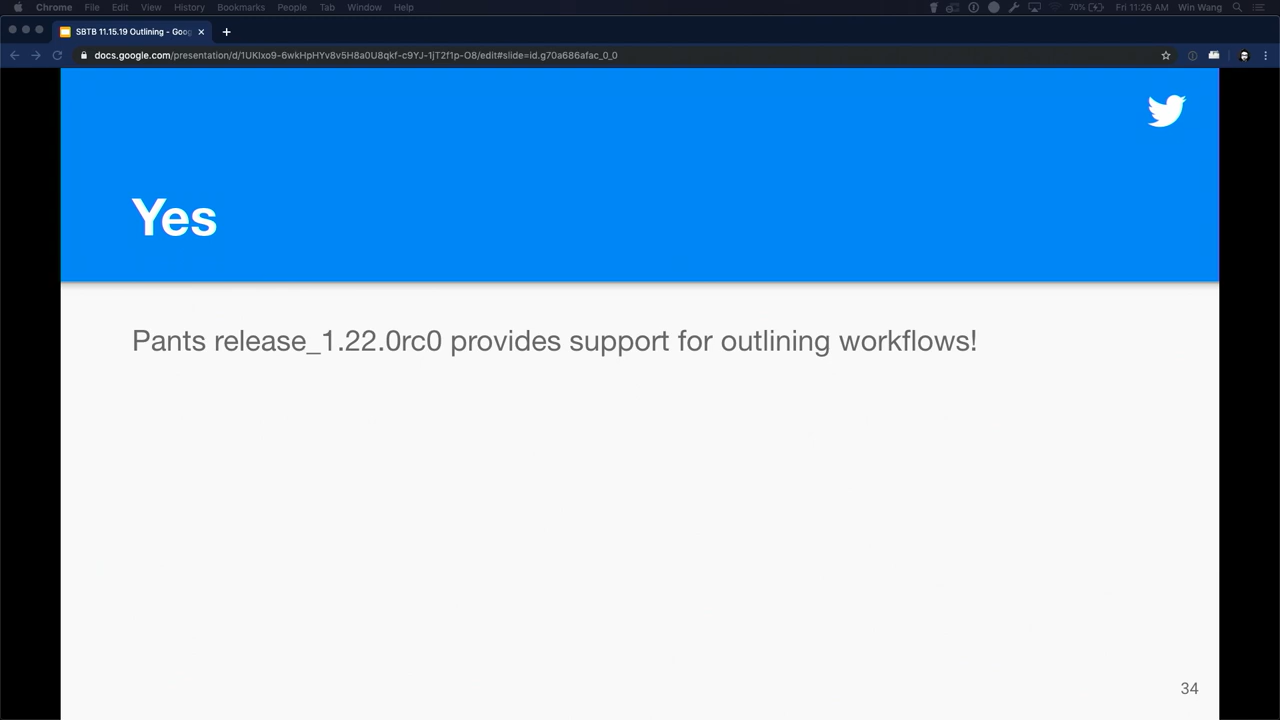 Chrome File Edit View History Bookmarks People Tab Window Help 70% Fri 11:26 AM Win Wang
SBTB 11.15.19 Outlining - Goog
docs.google.com/presentation/d/1UKlxo9-6wkHpHYv8v5H8a0U8qkf-c9YJ-1jT2f1p-O8/edit#slide=id.g70a686afac_0_0
Yes
Pants release_1.22.0rc0 provides support for outlining workflows!
34